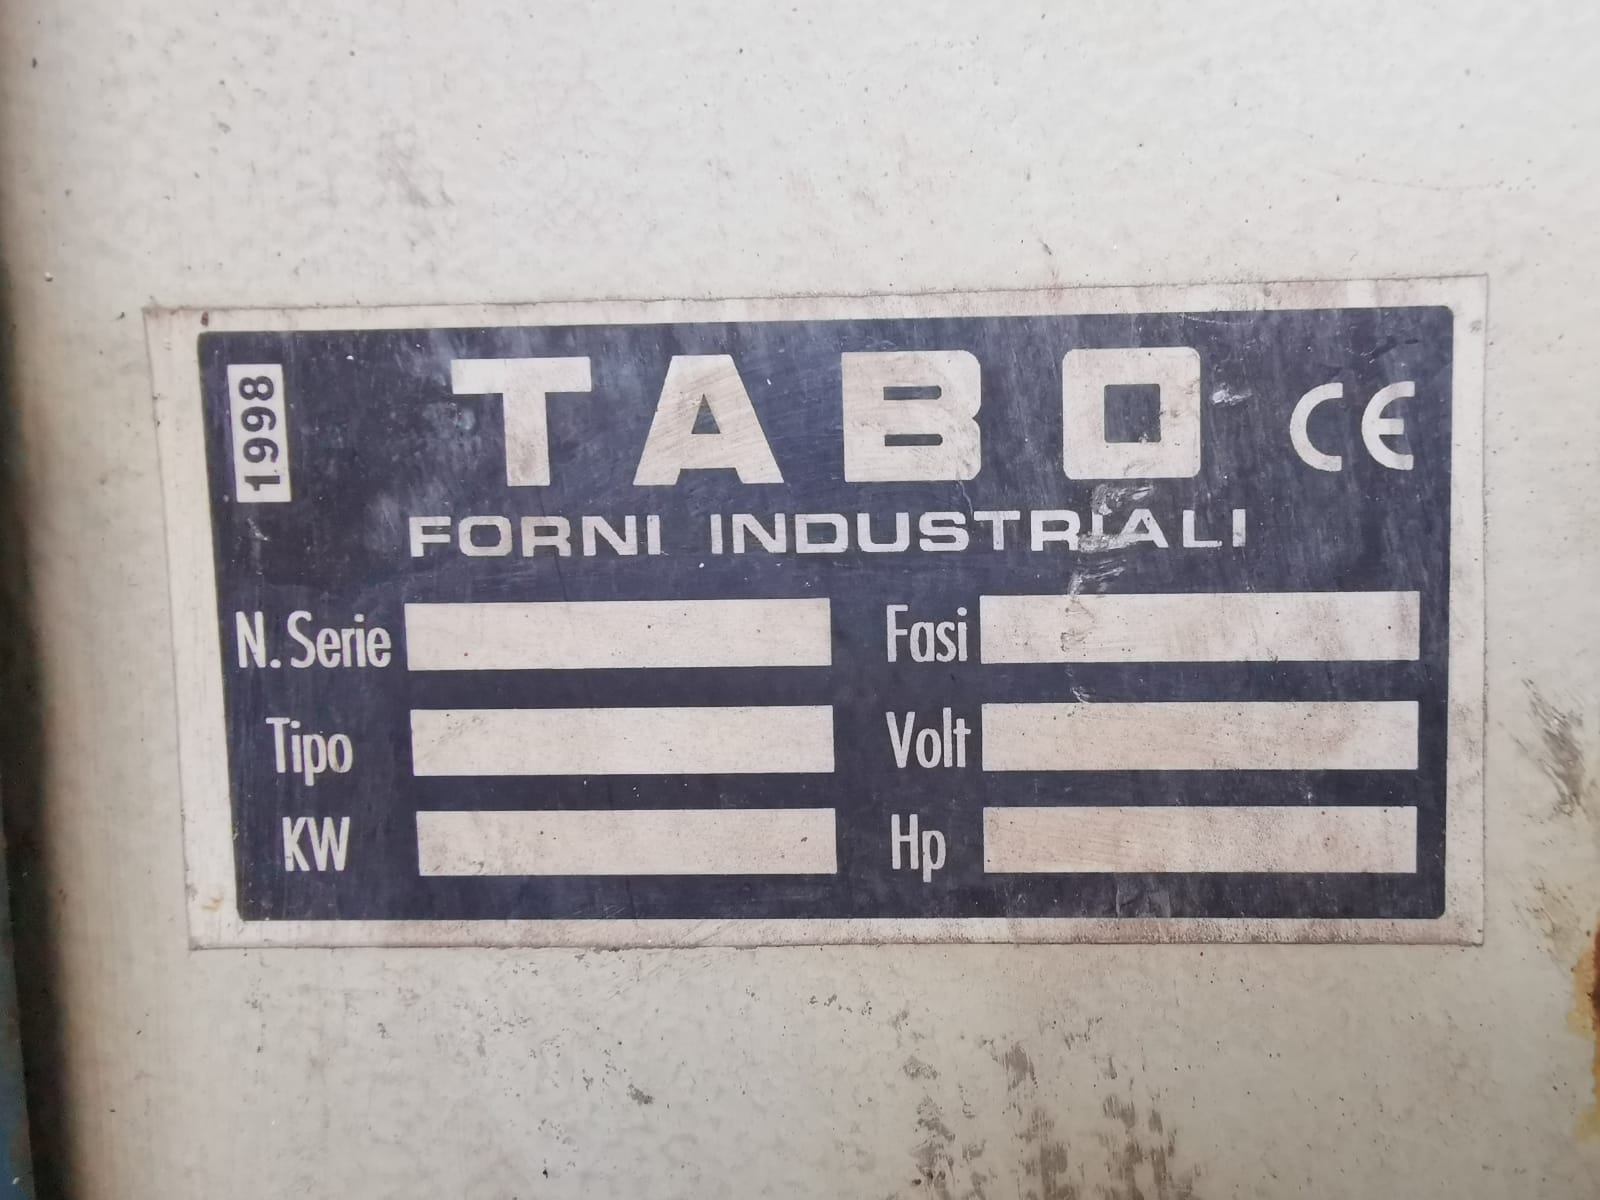 1998
TABO
CE
FORNI INDUSTRIALI
N. Serie
Fasi
Tipo
Volt
KW
Hp